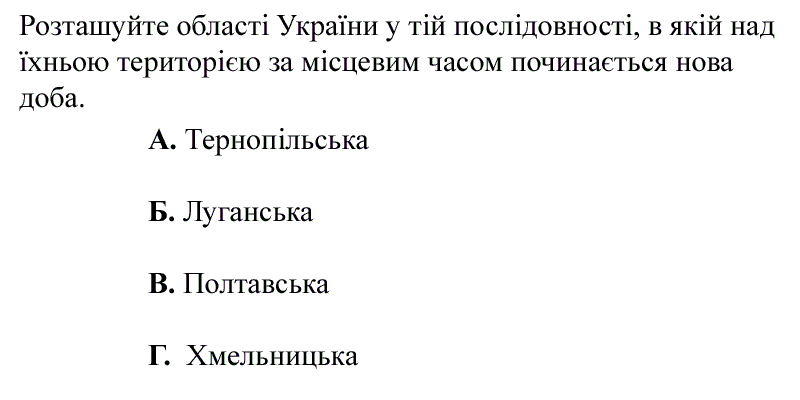 Розташуйте області України у тій послідовності, в якій над
їхньою територією за місцевим часом починається нова
доба.
А. Тернопільська
Б. Луганська
В. Полтавська
Г. Хмельницька